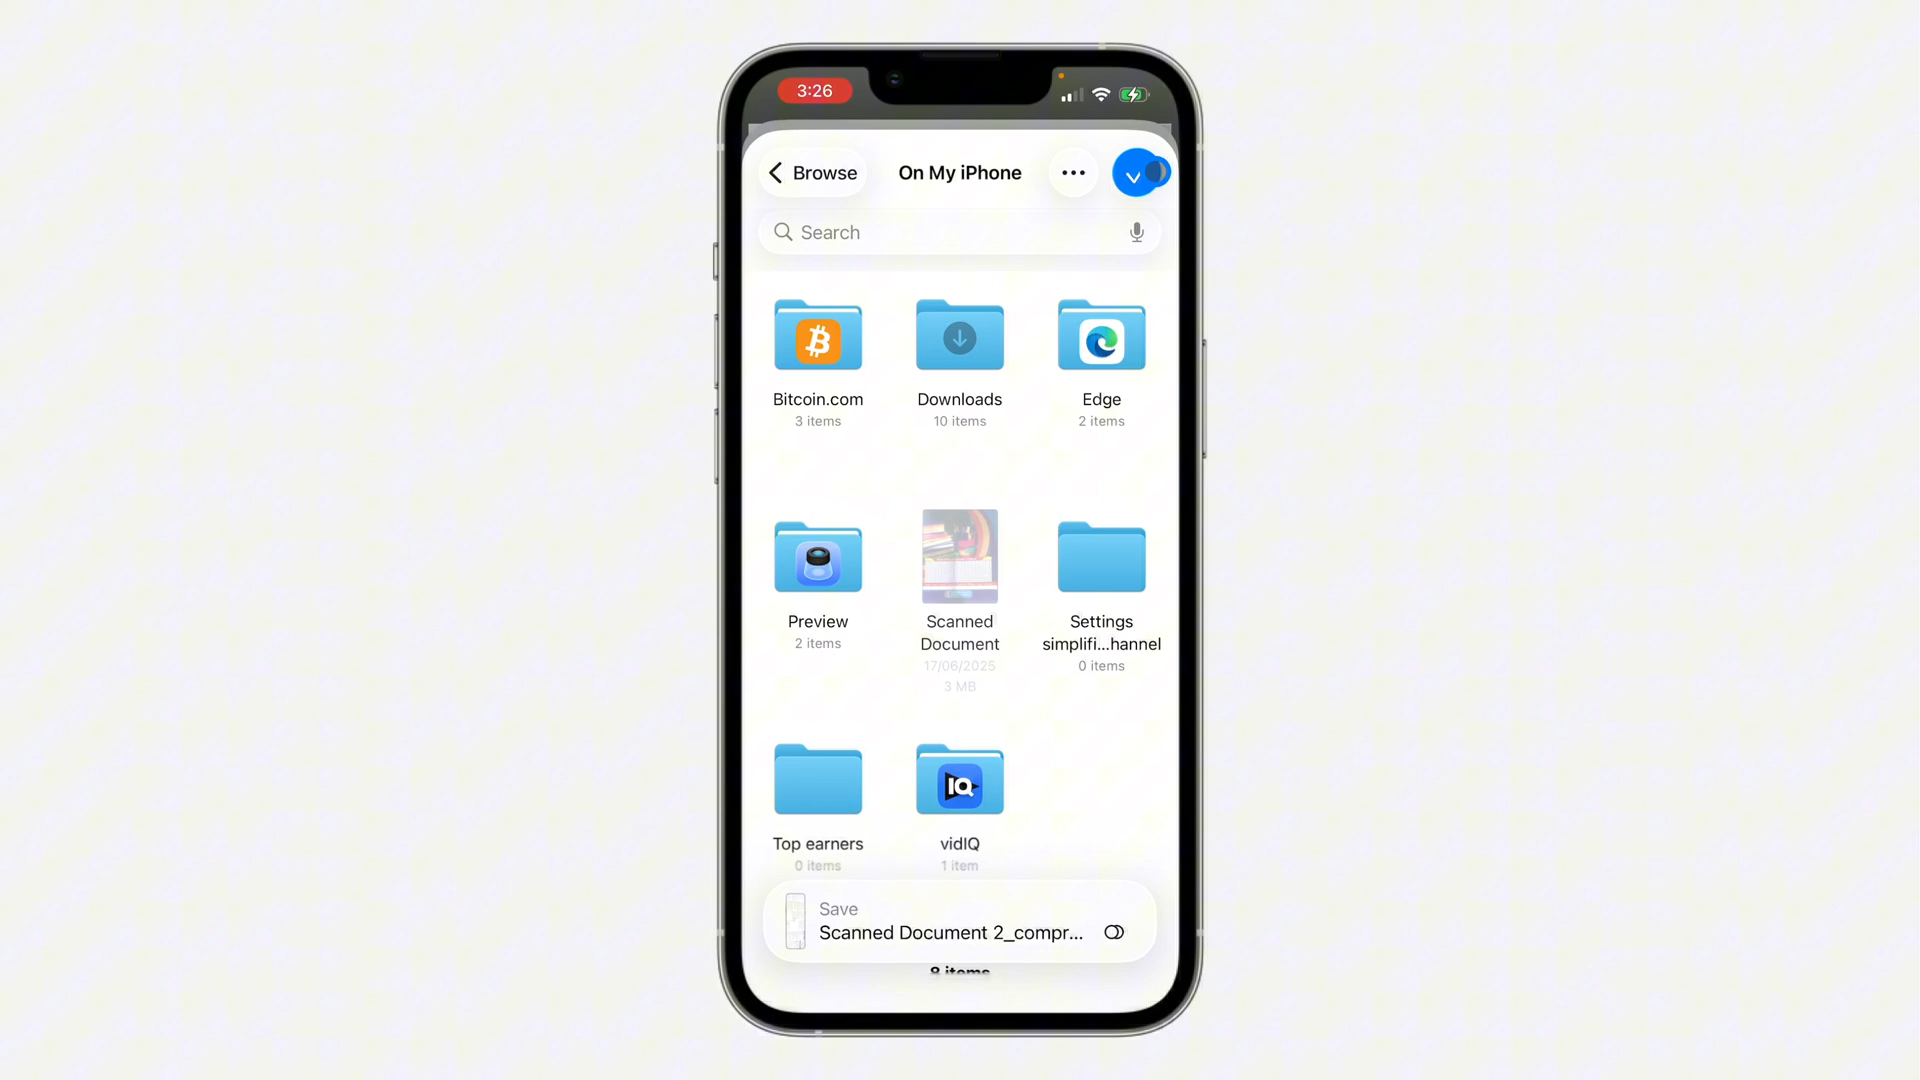 3:26
Browse
On My iPhone
Search
Bitcoin.com
3 items
Downloads
10 items
Edge
2 items
Preview
2 items
Scanned
Document
17/06/2025
3 MB
Settings
simplifi...hannel
0 items
Top earners
0 items
IQ
vidIQ
1 item
Save
Scanned Document 2_compr...
8 items